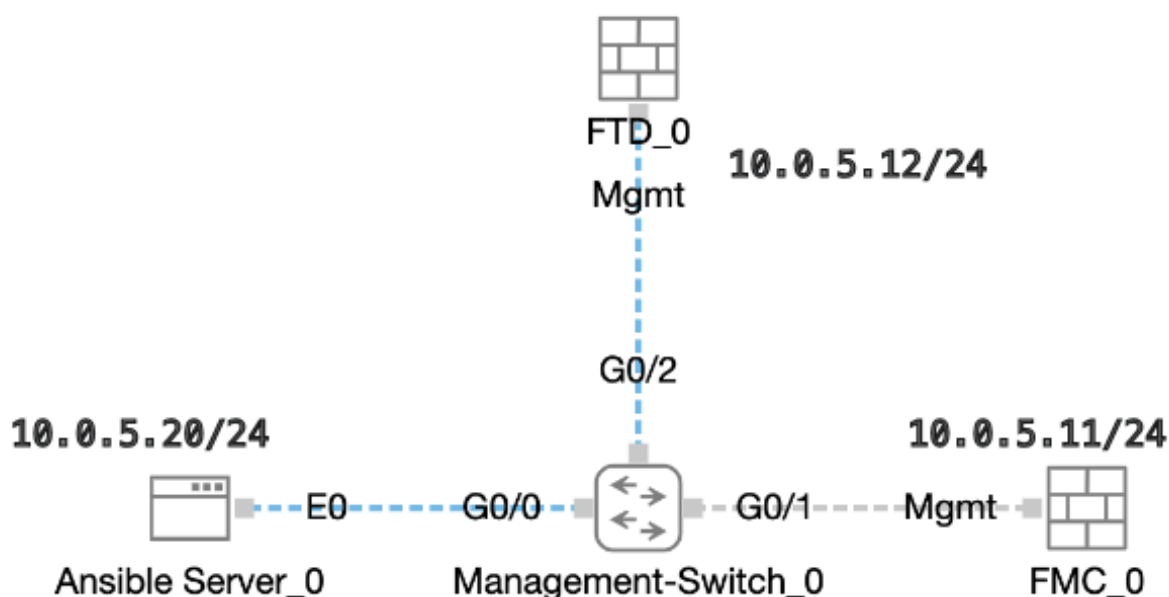 FTD_0
10.0.5.12/24
Mgmt
G0/2
10.0.5.20/24
10.0.5.11/24
E0
G0/0
G0/1
Mgmt
Ansible Server_0
Management-Switch_0
FMC_0